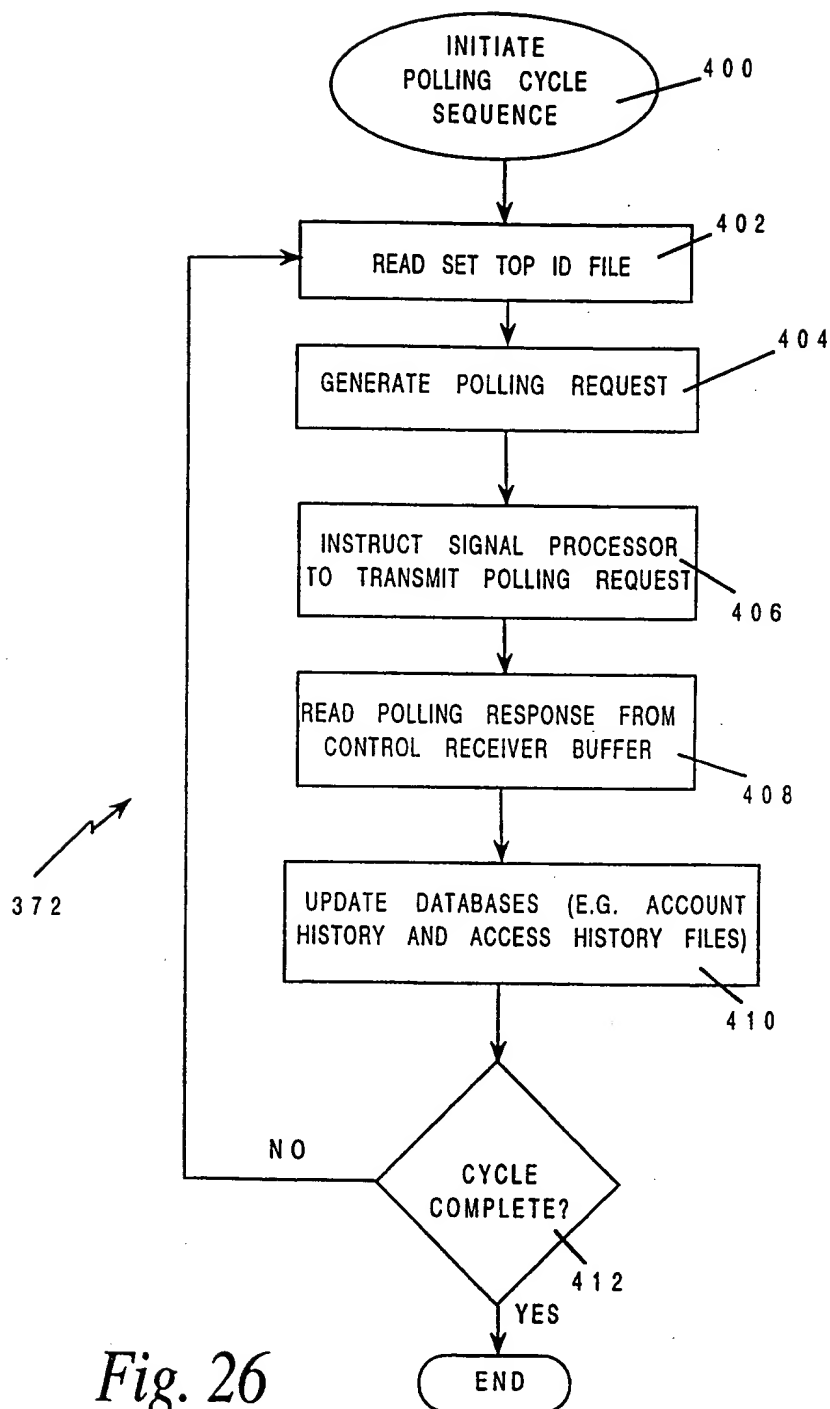 INITIATE
POLLING CYCLE
SEQUENCE
400
402
READ SET TOP ID FILE
404
GENERATE POLLING REQUEST
INSTRUCT SIGNAL PROCESSOR
TO TRANSMIT POLLING REQUEST
406
READ POLLING RESPONSE FROM
CONTROL RECEIVER BUFFER
408
372
UPDATE DATABASES (E.G. ACCOUNT
HISTORY AND ACCESS HISTORY FILES)
410
NO
CYCLE
COMPLETE?
412
YES
END
Fig. 26